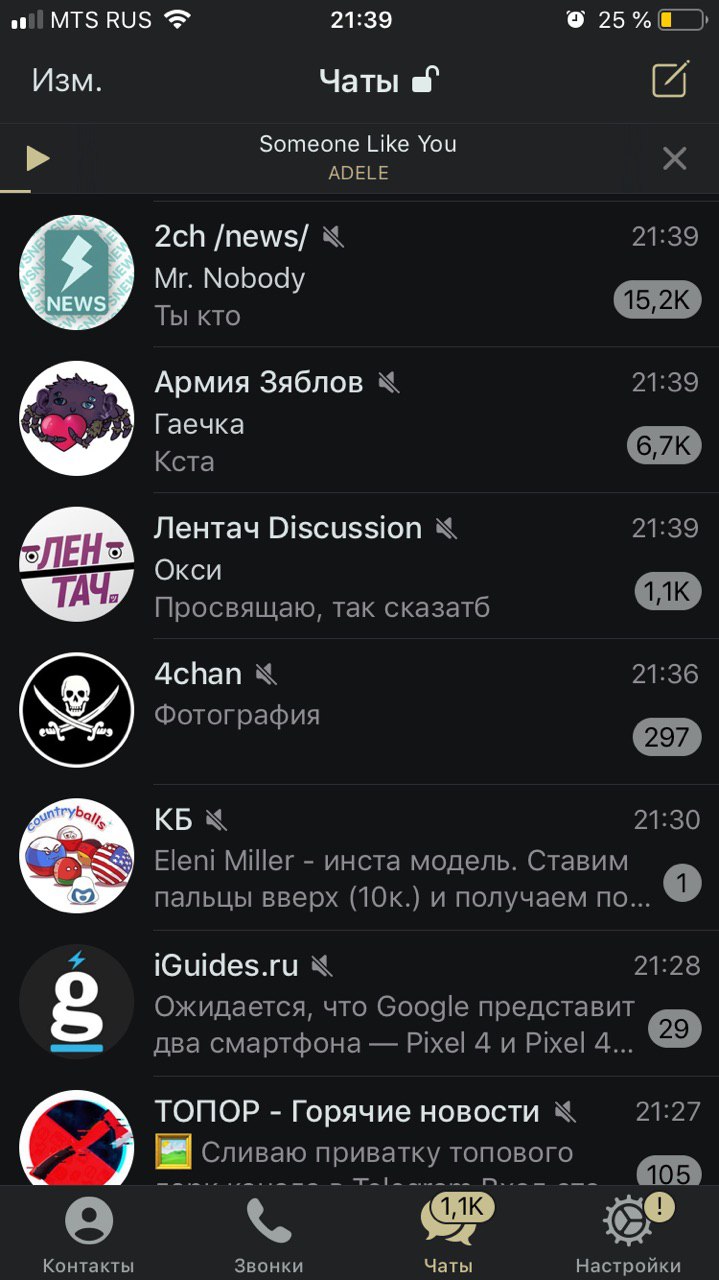 MTS RUS 21:39 25 %
Изм. Чаты
Someone Like You
ADELE
2ch /news/ 21:39
Mr. Nobody
Ты кто 15,2K
NEWS
Армия Зяблов 21:39
Гаечка
Кста 6,7K
Лентач Discussion 21:39
Окси
Просвящаю, так сказатб 1,1K
ЛЕН
ТАЧ.
4chan 21:36
Фотография
297
КБ 21:30
Eleni Miller - инста модель. Ставим
пальцы вверх (10к.) и получаем по... 1
countryballs
iGuides.ru 21:28
Ожидается, что Google представит
два смартфона — Pixel 4 и Pixel 4... 29
g
ТОПОР - Горячие новости 21:27
Сливаю приватку топового
105
1,1K !
Контакты Звонки Чаты Настройки